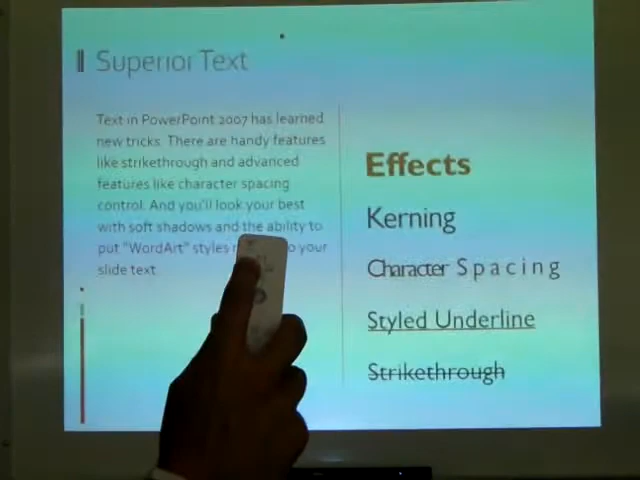 Superior Text
Text in PowerPoint 2007 has learned
new tricks. There are handy features
like strikethrough and advanced
features like character spacing
control. And you'll look your best
with soft shadows and the ability to
put "WordArt" styles your
slide text
Effects
Kerning
Character Spacing
Styled Underline
Strikethrough